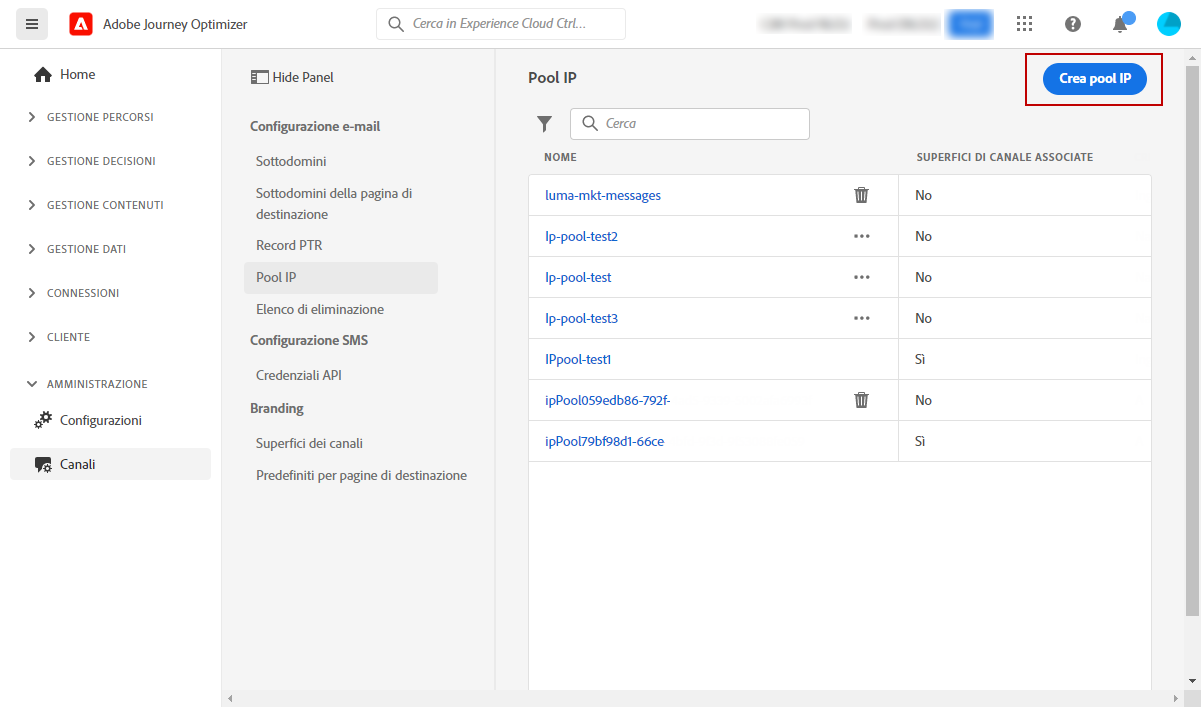 Adobe Journey Optimizer
Cerca in Experience Cloud Ctrl...
Home
GESTIONE PERCORSI
GESTIONE DECISIONI
GESTIONE CONTENUTI
GESTIONE DATI
CONNESSIONI
CLIENTE
AMMINISTRAZIONE
Configurazioni
Canali
Hide Panel
Configurazione e-mail
Sottodomini
Sottodomini della pagina di
destinazione
Record PTR
Pool IP
Elenco di eliminazione
Configurazione SMS
Credenziali API
Branding
Superfici dei canali
Predefiniti per pagine di destinazione
Pool IP
Crea pool IP
Cerca
NOME SUPERFICI DI CANALE ASSOCIATE
luma-mkt-messages No
Ip-pool-test2 No
Ip-pool-test No
Ip-pool-test3 No
IPpool-test1 Sì
ipPool059edb86-792f- No
ipPool79bf98d1-66ce Sì